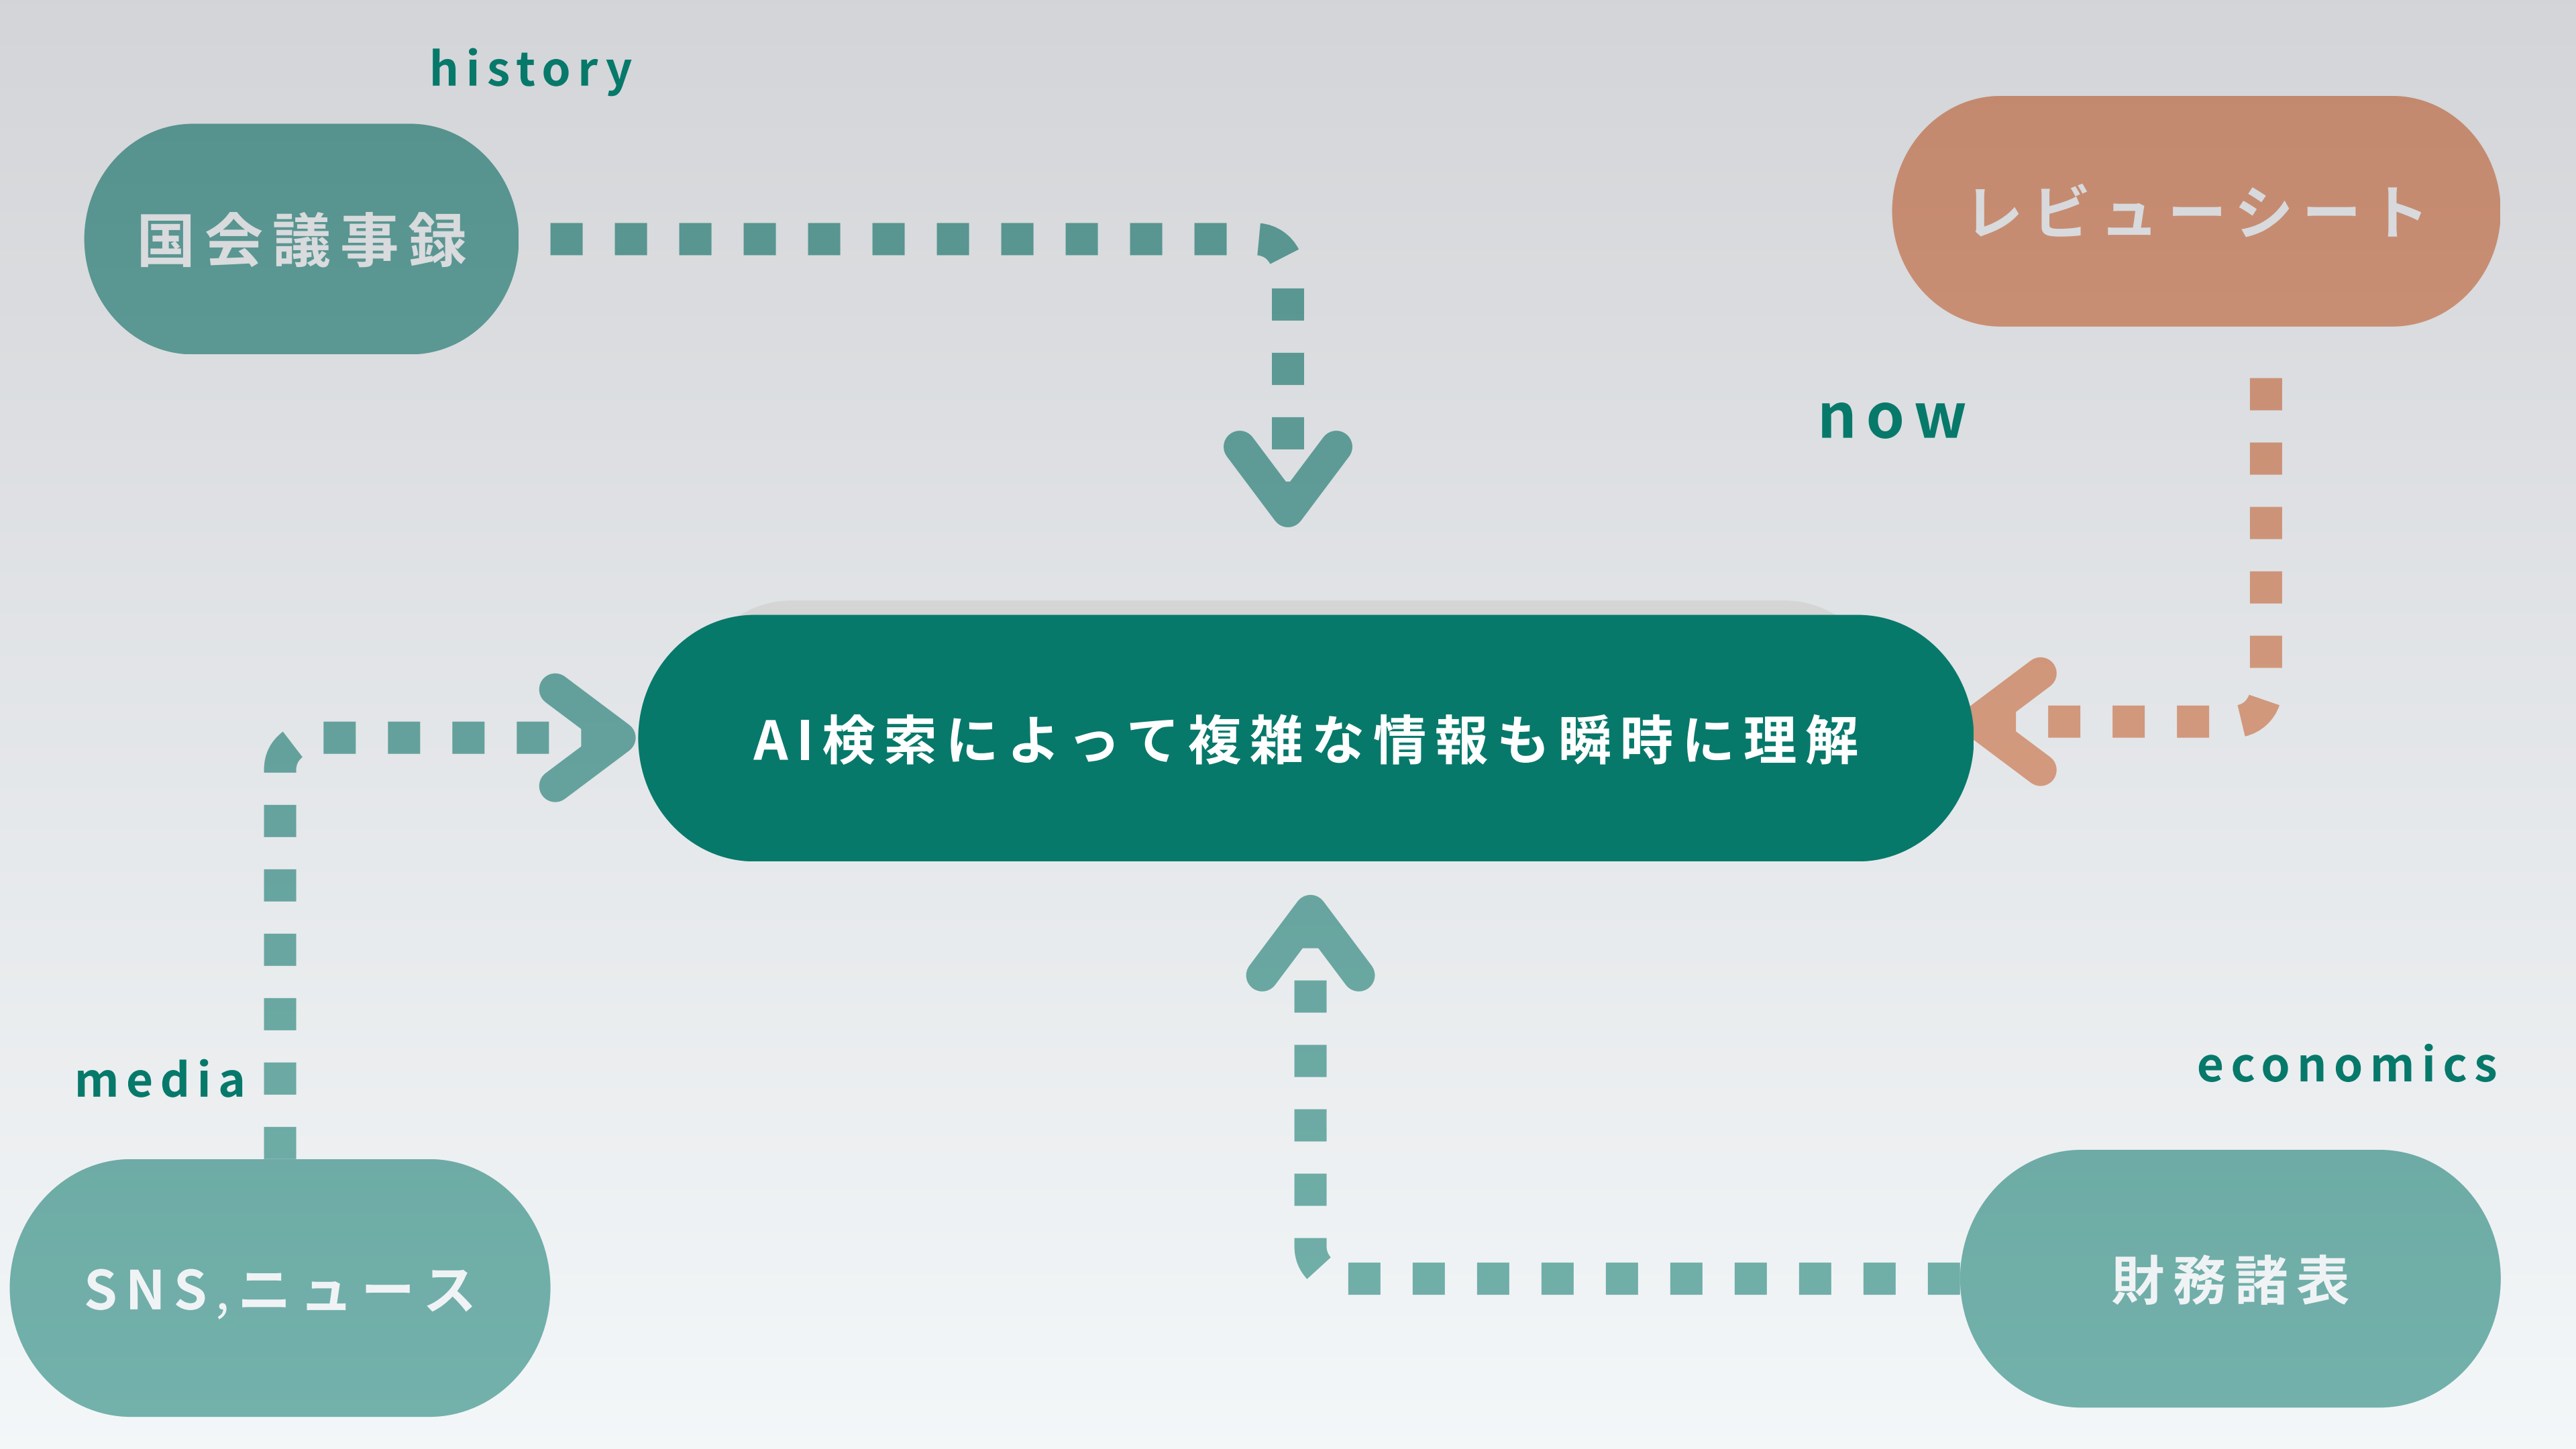 history
国会議事録
レビューシート
now
AI検索によって複雑な情報も瞬時に理解
media
economics
SNS,ニュース
財務諸表